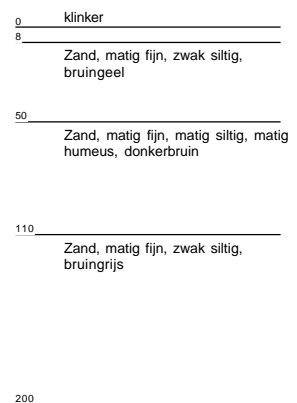 klinker
0
8
Zand, matig fijn, zwak siltig,
bruingeel
50
Zand, matig fijn, matig siltig, matig
humeus, donkerbruin
110
Zand, matig fijn, zwak siltig,
bruingrijs
200